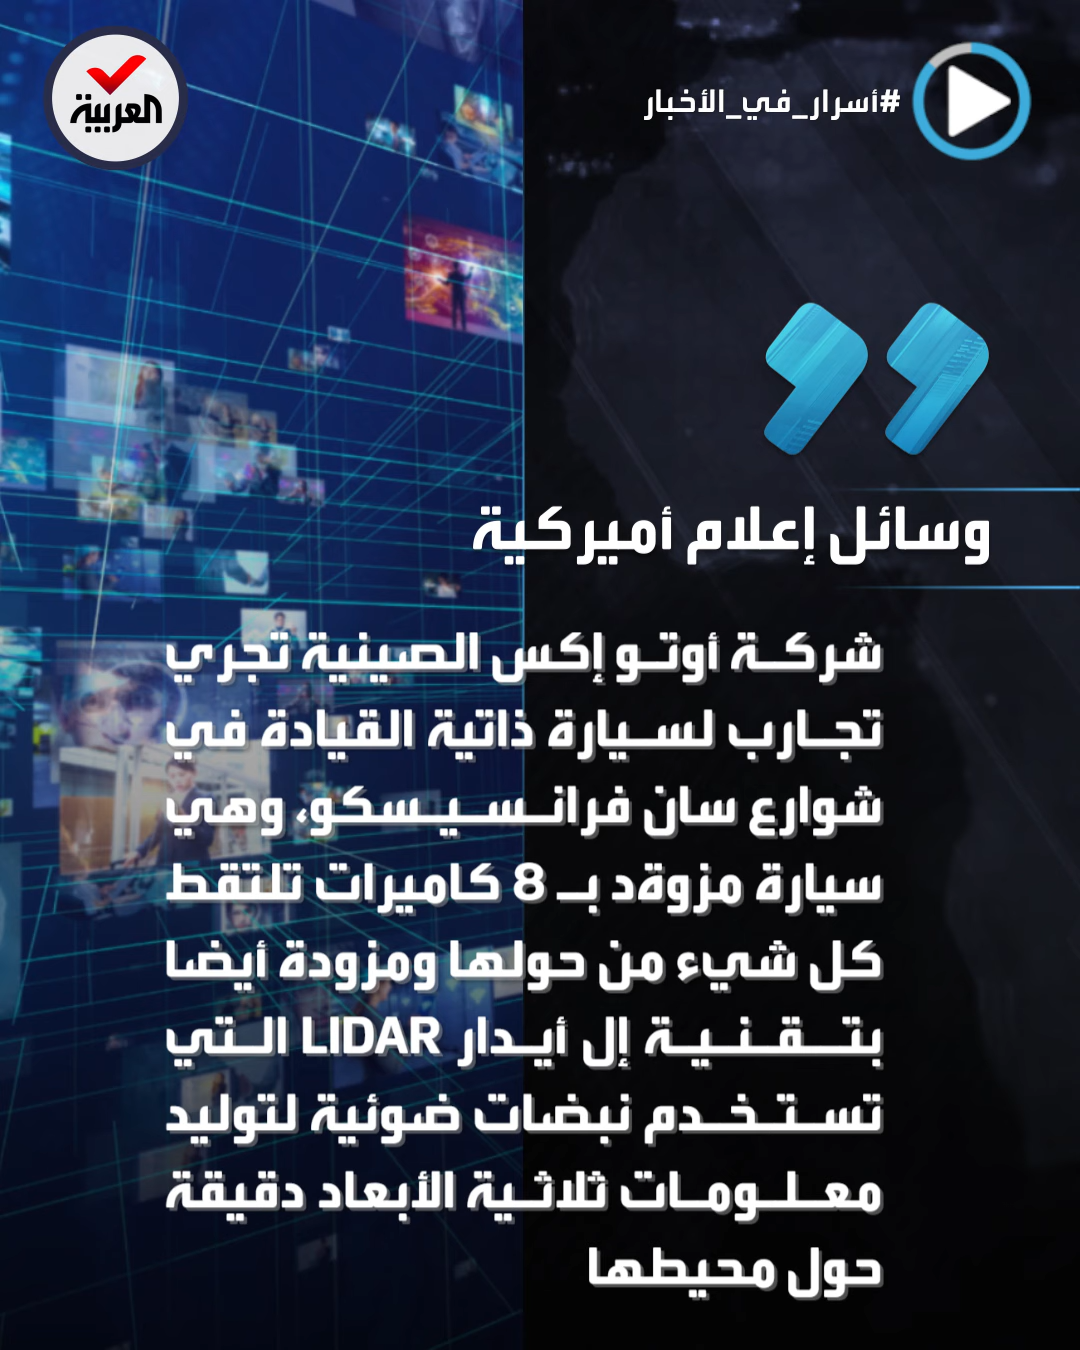 #أسرار_في_الأخبار
العربية
وسائل إعلام أميركية
شركة أوتو إكس الصينية تجري
تجارب لسيارة ذاتية القيادة في
شوارع سان فرانسيسكو، وهي
سيارة مزوةد بـ 8 كاميرات تلتقط
كل شيء من حولها ومزودة أيضا
بتقنية إل أيدار LIDAR التي
تستخدم نبضات ضوئية لتوليد
معلومات ثلاثية الأبعاد دقيقة
حول محيطها